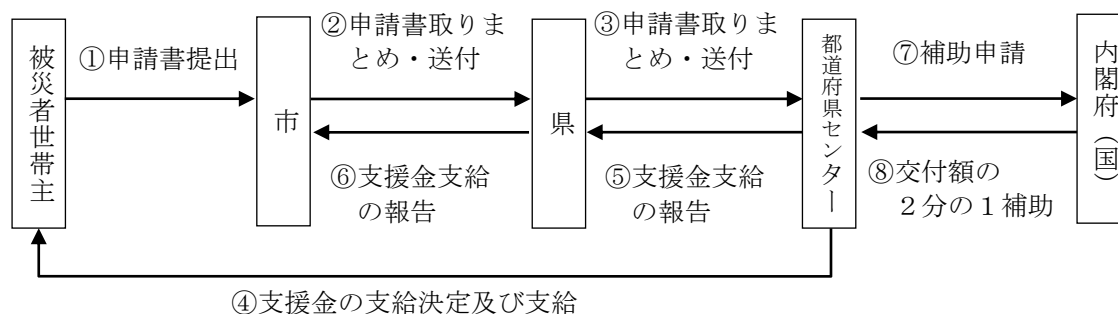 被災者世帯主
①申請書提出
市
②申請書取りま
とめ・送付
⑥支援金支給
の報告
県
③申請書取りま
とめ・送付
⑤支援金支給
の報告
都道府県センター
⑦補助申請
⑧交付額の
２分の１補助
内閣府（国）
④支援金の支給決定及び支給